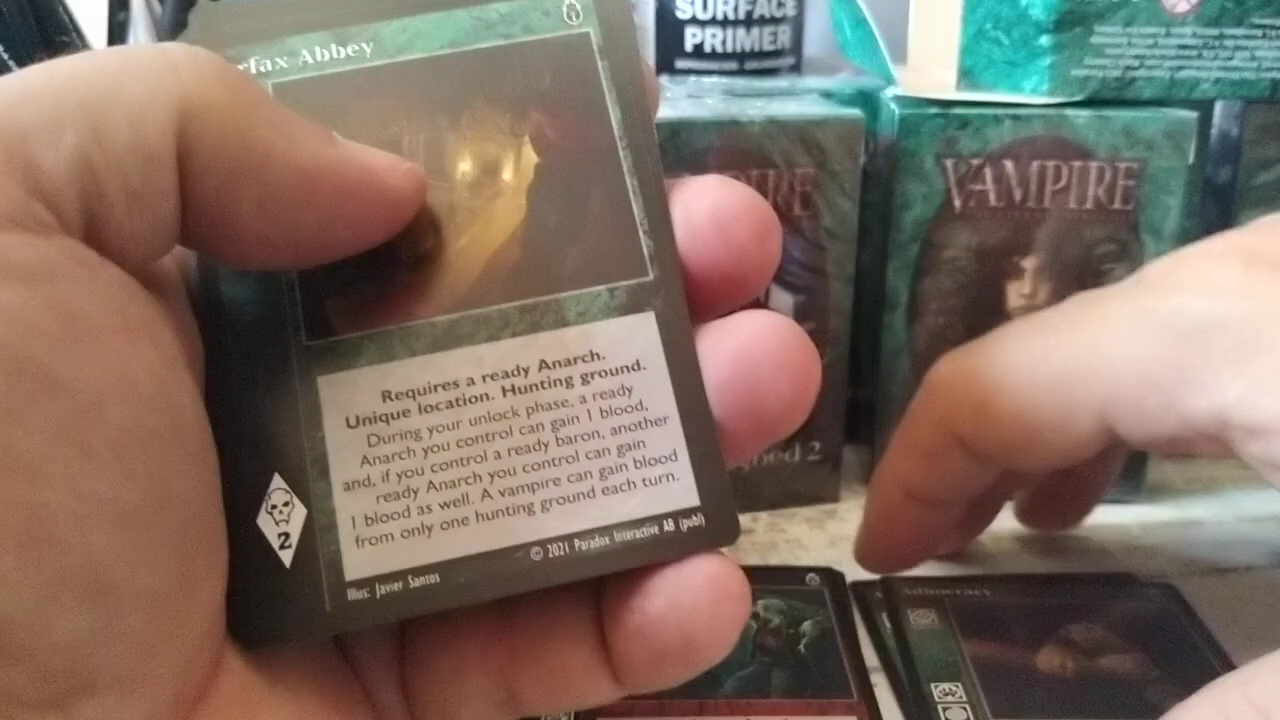 rfax Abbey
Requires a ready Anarch.
Unique location. Hunting ground.
During your unlock phase, a ready
Anarch you control can gain 1 blood,
and, if you control a ready baron, another
ready Anarch you control can gain
1 blood as well. A vampire can gain blood
from only one hunting ground each turn.
2
Illus: Javier Santos
© 2021 Paradox Interactive AB (publ)
SURFACE
PRIMER
PIRE
2
VAMPIRE
Adhocracy